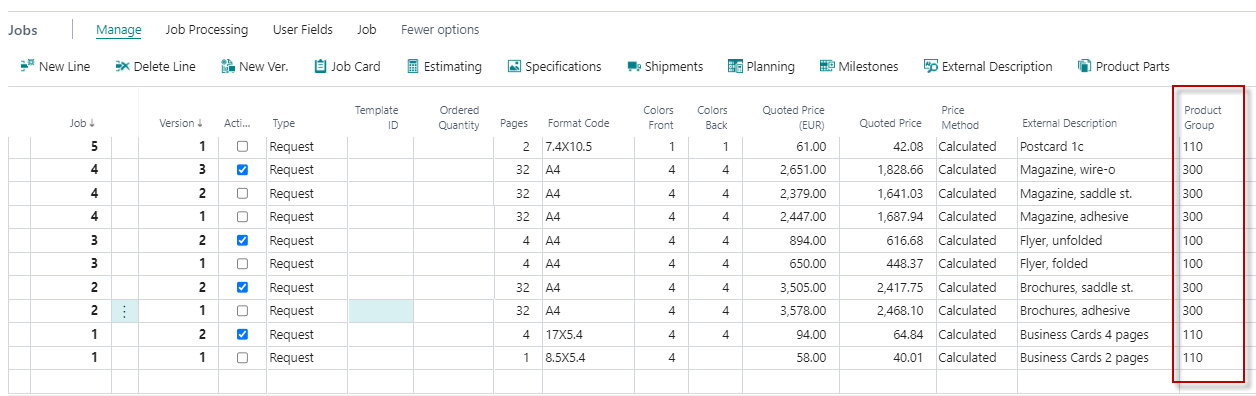 Jobs Manage Job Processing User Fields Job Fewer options
New Line Delete Line New Ver. Job Card Estimating Specifications Shipments Planning Milestones External Description Product Parts
Job↓ Version↓ Acti... Type Template ID Ordered Quantity Pages Format Code Colors Front Colors Back Quoted Price (EUR) Quoted Price Price Method External Description Product Group
5 1 Request 2 7.4X10.5 1 1 61.00 42.08 Calculated Postcard 1c 110
4 3 Request 32 A4 4 4 2,651.00 1,828.66 Calculated Magazine, wire-o 300
4 2 Request 32 A4 4 4 2,379.00 1,641.03 Calculated Magazine, saddle st. 300
4 1 Request 32 A4 4 4 2,447.00 1,687.94 Calculated Magazine, adhesive 300
3 2 Request 4 A4 4 4 894.00 616.68 Calculated Flyer, unfolded 100
3 1 Request 4 A4 4 4 650.00 448.37 Calculated Flyer, folded 100
2 2 Request 32 A4 4 4 3,505.00 2,417.75 Calculated Brochures, saddle st. 300
2 1 Request 32 A4 4 4 3,578.00 2,468.10 Calculated Brochures, adhesive 300
1 2 Request 4 17X5.4 4 4 94.00 64.84 Calculated Business Cards 4 pages 110
1 1 Request 1 8.5X5.4 4 58.00 40.01 Calculated Business Cards 2 pages 110